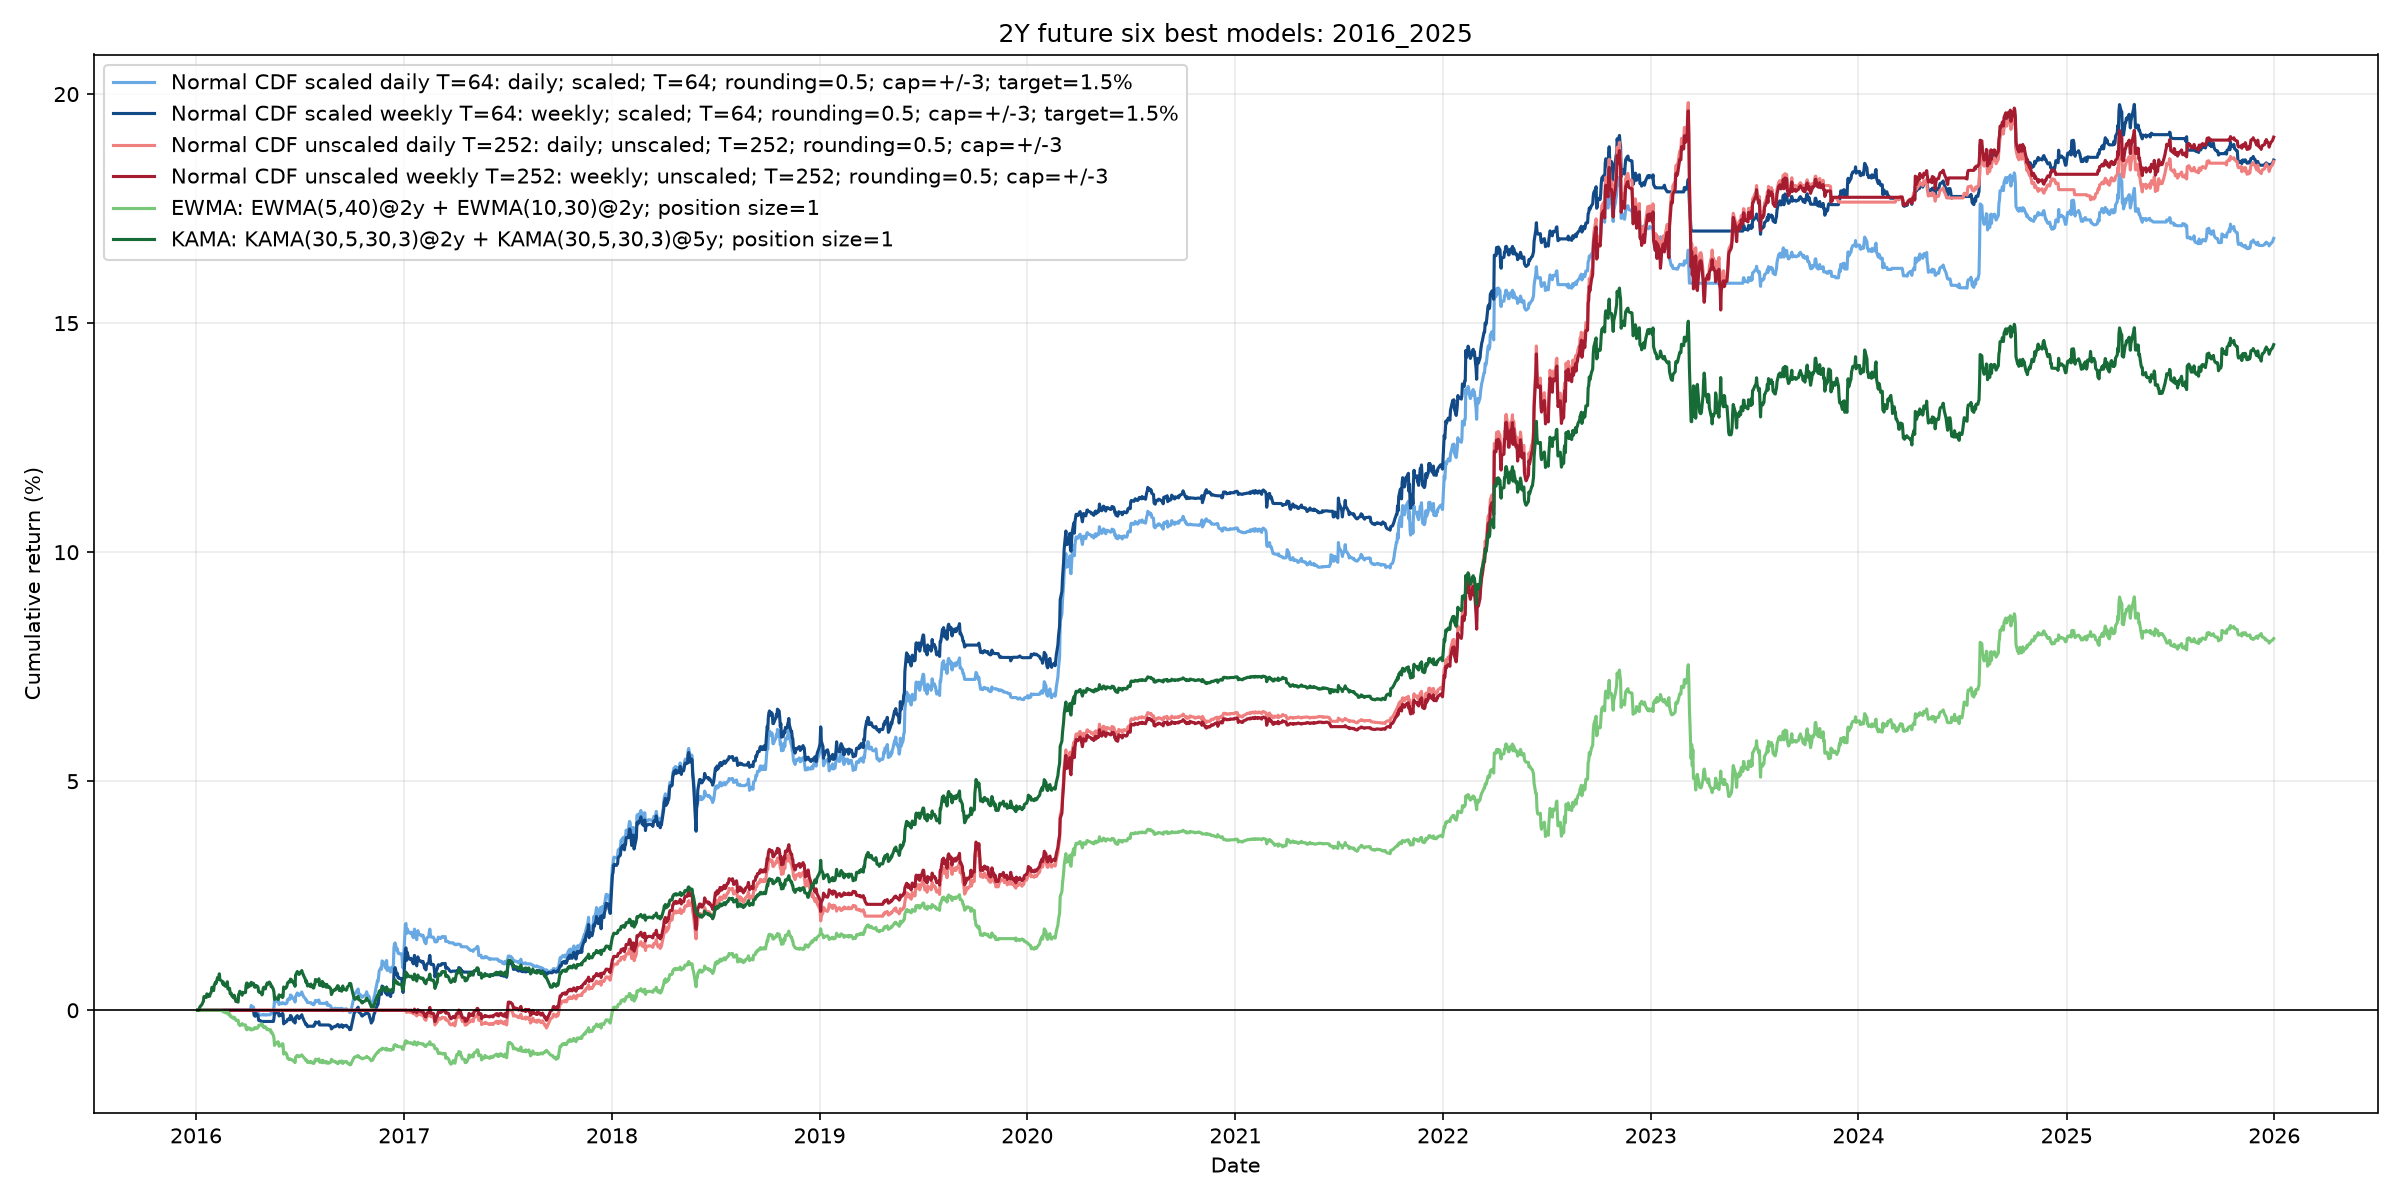 2Y future six best models: 2016_2025
Normal CDF scaled daily T=64: daily; scaled; T=64; rounding=0.5; cap=+/-3; target=1.5%
Normal CDF scaled weekly T=64: weekly; scaled; T=64; rounding=0.5; cap=+/-3; target=1.5%
Normal CDF unscaled daily T=252: daily; unscaled; T=252; rounding=0.5; cap=+/-3
Normal CDF unscaled weekly T=252: weekly; unscaled; T=252; rounding=0.5; cap=+/-3
EWMA: EWMA(5,40)@2y + EWMA(10,30)@2y; position size=1
KAMA: KAMA(30,5,30,3)@2y + KAMA(30,5,30,3)@5y; position size=1
20
15
10
5
0
Cumulative return (%)
2016 2017 2018 2019 2020 2021 2022 2023 2024 2025 2026
Date